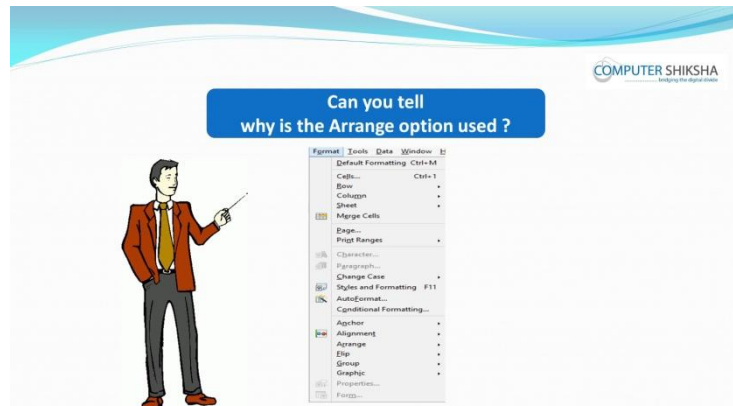 COMPUTER SHIKSHA
bridging the digital divide
Can you tell
why is the Arrange option used ?
Format Tools Data Window H
Default Formatting Ctrl+M
Cells... Ctrl+1
Row
Column
Sheet
Merge Cells
Page...
Print Ranges
Character...
Paragraph...
Change Case
Styles and Formatting F11
AutoFormat...
Conditional Formatting...
Anchor
Alignment
Arrange
Flip
Group
Graphic
Properties...
Form...